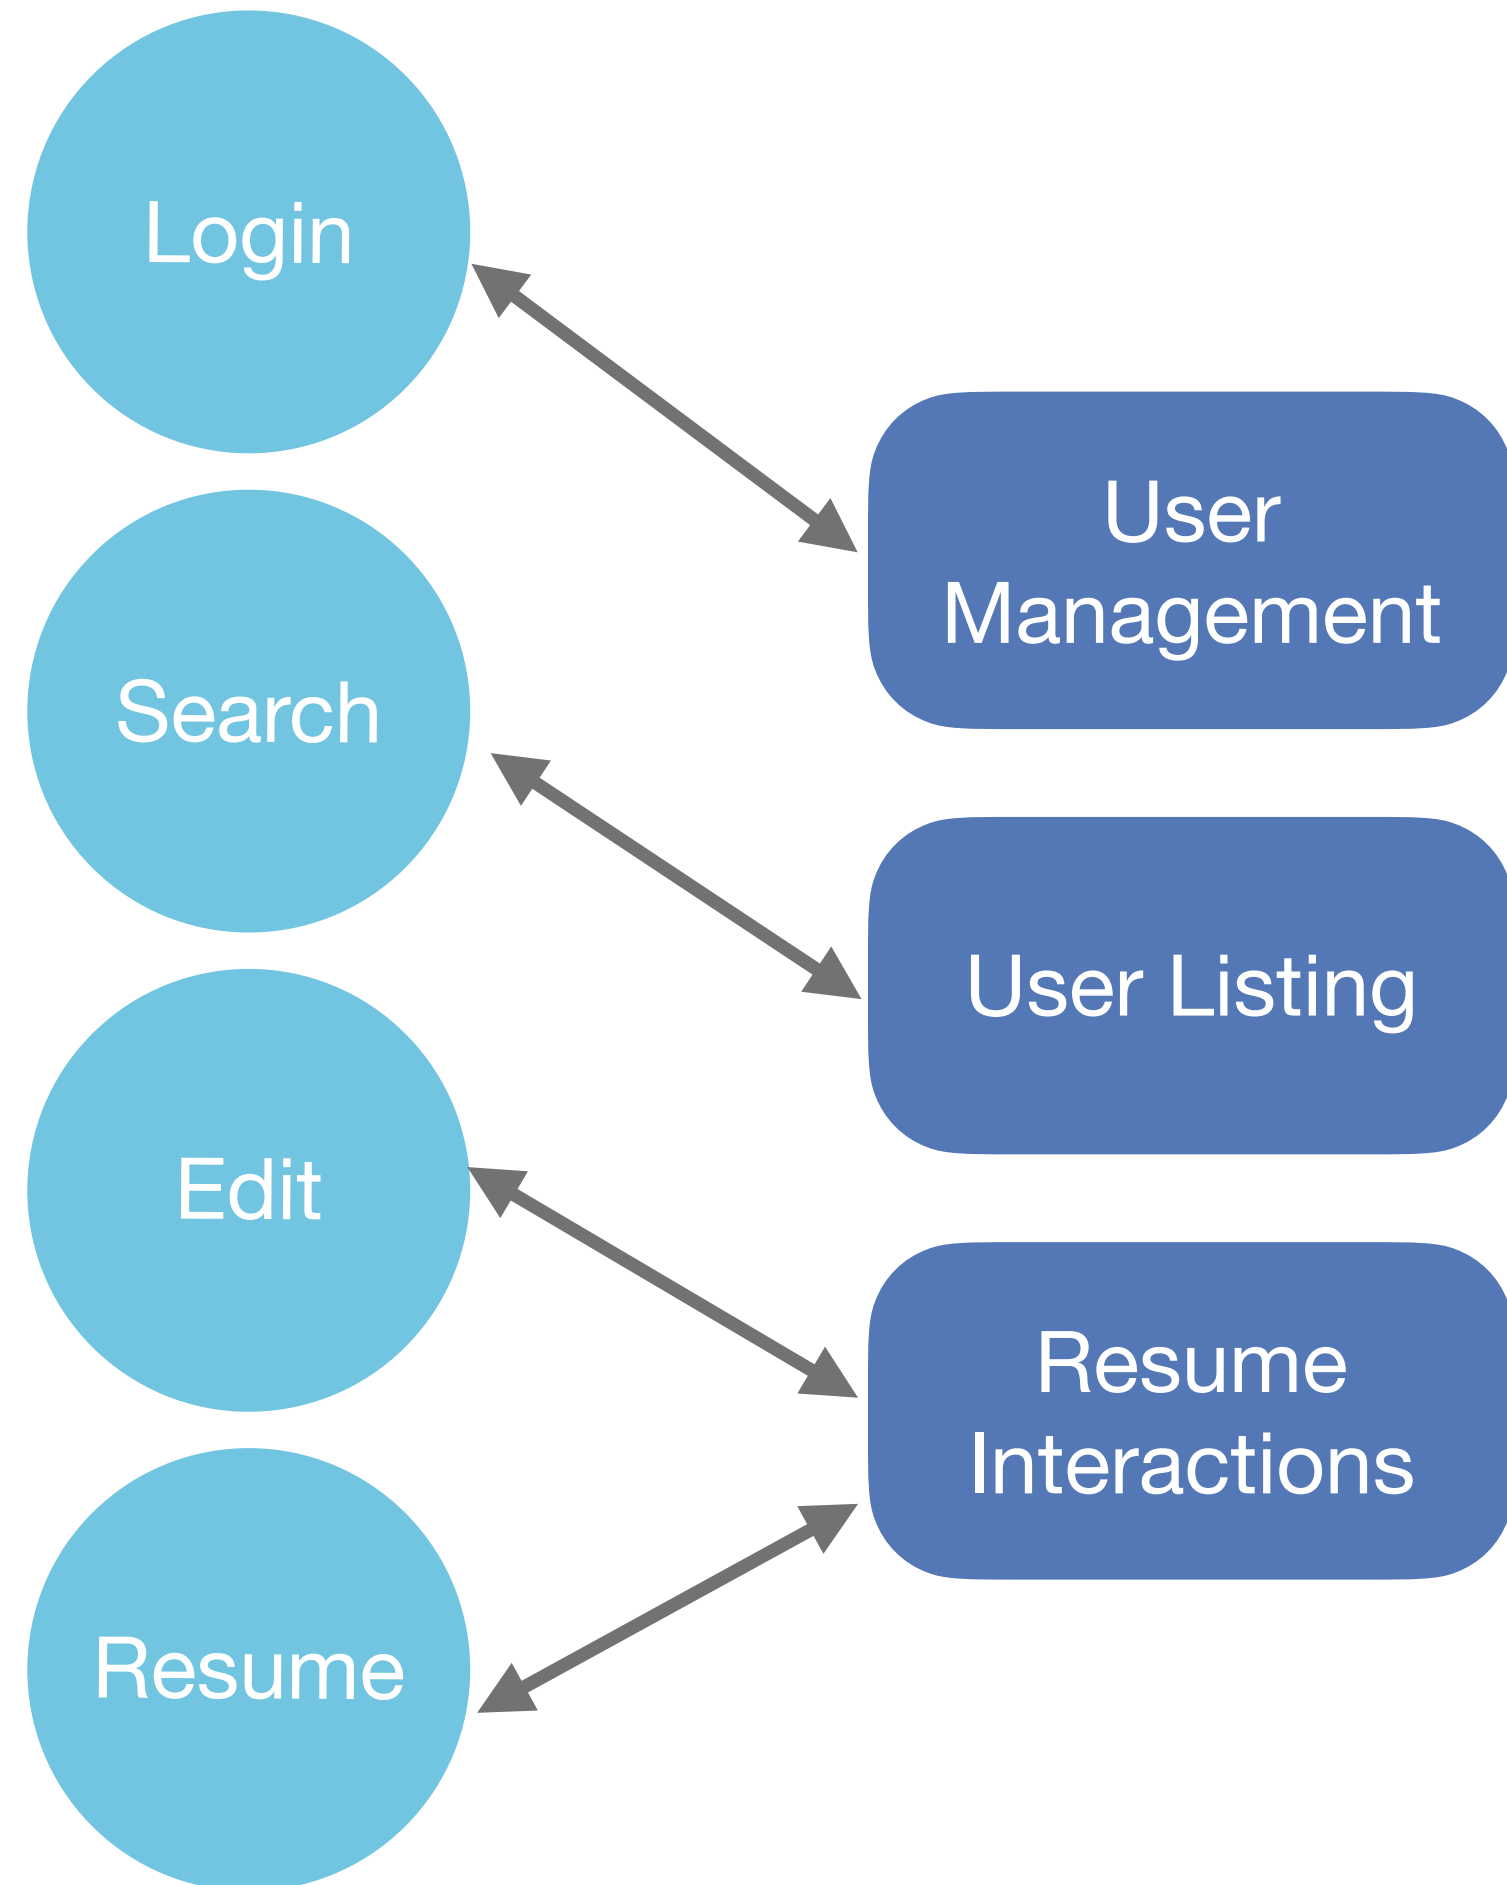 Login
Search
Edit
Resume
User
Management
User Listing
Resume
Interactions